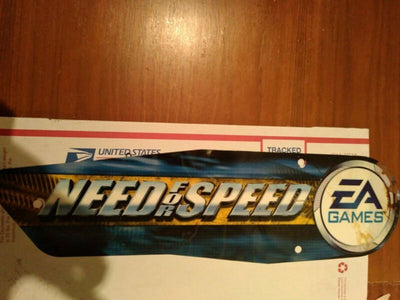 UNITED STATES
TRACKED
NEED FOR SPEED
EA
GAMES